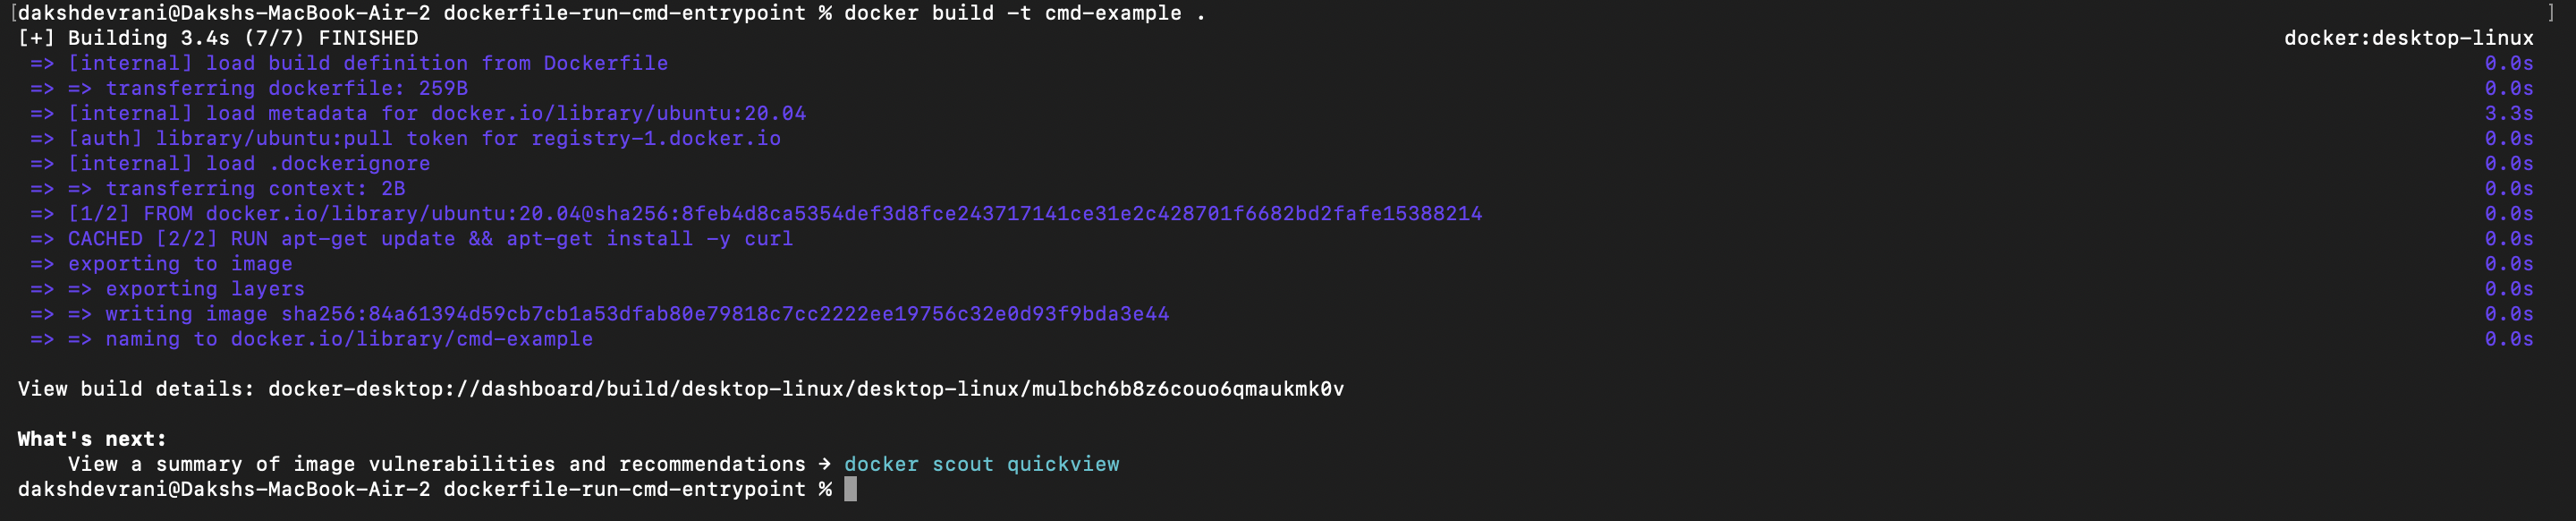 [dakshdevrani@Dakshs-MacBook-Air-2 dockerfile-run-cmd-entrypoint % docker build -t cmd-example . ]
[+] Building 3.4s (7/7) FINISHED docker:desktop-linux
=> [internal] load build definition from Dockerfile 0.0s
=> => transferring dockerfile: 259B 0.0s
=> [internal] load metadata for docker.io/library/ubuntu:20.04 3.3s
=> [auth] library/ubuntu:pull token for registry-1.docker.io 0.0s
=> [internal] load .dockerignore 0.0s
=> => transferring context: 2B 0.0s
=> [1/2] FROM docker.io/library/ubuntu:20.04@sha256:8feb4d8ca5354def3d8fce243717141ce31e2c428701f6682bd2fafe15388214 0.0s
=> CACHED [2/2] RUN apt-get update && apt-get install -y curl 0.0s
=> exporting to image 0.0s
=> => exporting layers 0.0s
=> => writing image sha256:84a61394d59cb7cb1a53dfab80e79818c7cc2222ee19756c32e0d93f9bda3e44 0.0s
=> => naming to docker.io/library/cmd-example 0.0s
View build details: docker-desktop://dashboard/build/desktop-linux/desktop-linux/mulbch6b8z6couo6qmaukmk0v
What's next:
View a summary of image vulnerabilities and recommendations → docker scout quickview
dakshdevrani@Dakshs-MacBook-Air-2 dockerfile-run-cmd-entrypoint %